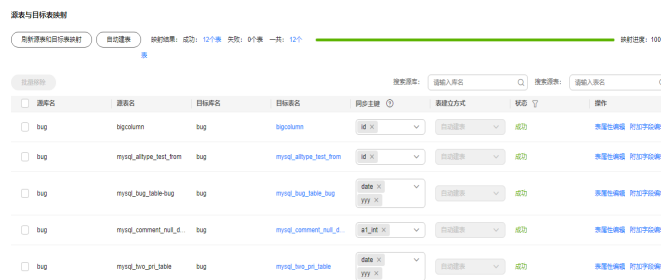 源表与目标表映射
刷新源表和目标表映射 自动建表 映射结果： 成功： 12个表 失败： 0个表 一共： 12个表 映射进度：100
批量移除 搜索源库： 请输入库名 搜索源表： 请输入表名
源库名 源表名 目标库名 目标表名 同步主键 表建立方式 状态 操作
bug bigcolumn bug bigcolumn id × 自动建表 成功 表属性编辑 附加字段编辑
bug mysql_alltype_test_from bug mysql_alltype_test_from id × 自动建表 成功 表属性编辑 附加字段编辑
bug mysql_bug_table-bug bug mysql_bug_table_bug date × yyy × 自动建表 成功 表属性编辑 附加字段编辑
bug mysql_comment_null_d... bug mysql_comment_null_d... a1_int × 自动建表 成功 表属性编辑 附加字段编辑
bug mysql_two_pri_table bug mysql_two_pri_table date × yyy × 自动建表 成功 表属性编辑 附加字段编辑